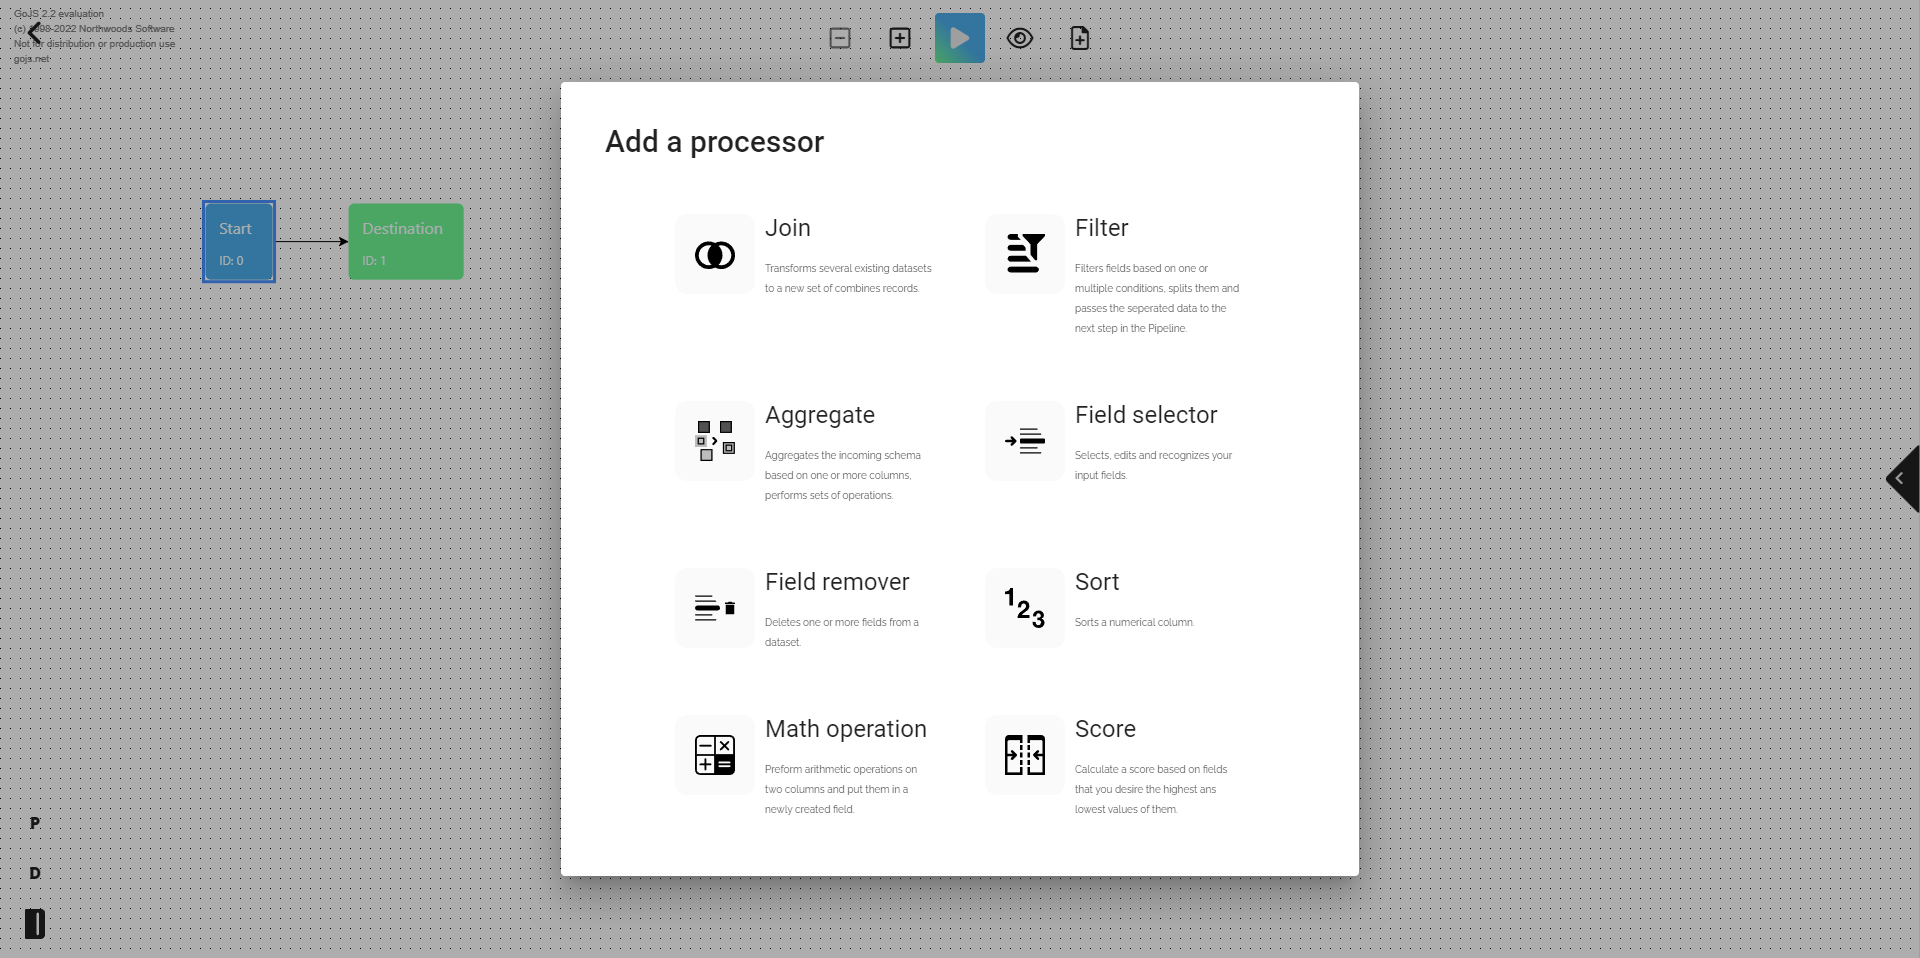 GoJS 2.2 evaluation
(c) 1998-2022 Northwoods Software
Not for distribution or production use
gojs.net
Start
ID: 0
Destination
ID: 1
Add a processor
Join
Transforms several existing datasets
to a new set of combines records.
Filter
Filters fields based on one or
multiple conditions, splits them and
passes the seperated data to the
next step in the Pipeline.
Aggregate
Aggregates the incoming schema
based on one or more columns,
performs sets of operations.
Field selector
Selects, edits and recognizes your
input fields.
Field remover
Deletes one or more fields from a
dataset.
1 2 3
Sort
Sorts a numerical column.
Math operation
Preform arithmetic operations on
two columns and put them in a
newly created field.
Score
Calculate a score based on fields
that you desire the highest ans
lowest values of them.
P
D